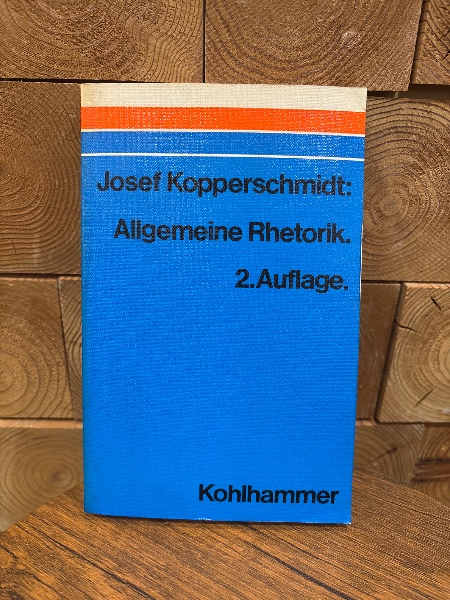 Josef Kopperschmidt:
Allgemeine Rhetorik.
2.Auflage.
Kohlhammer